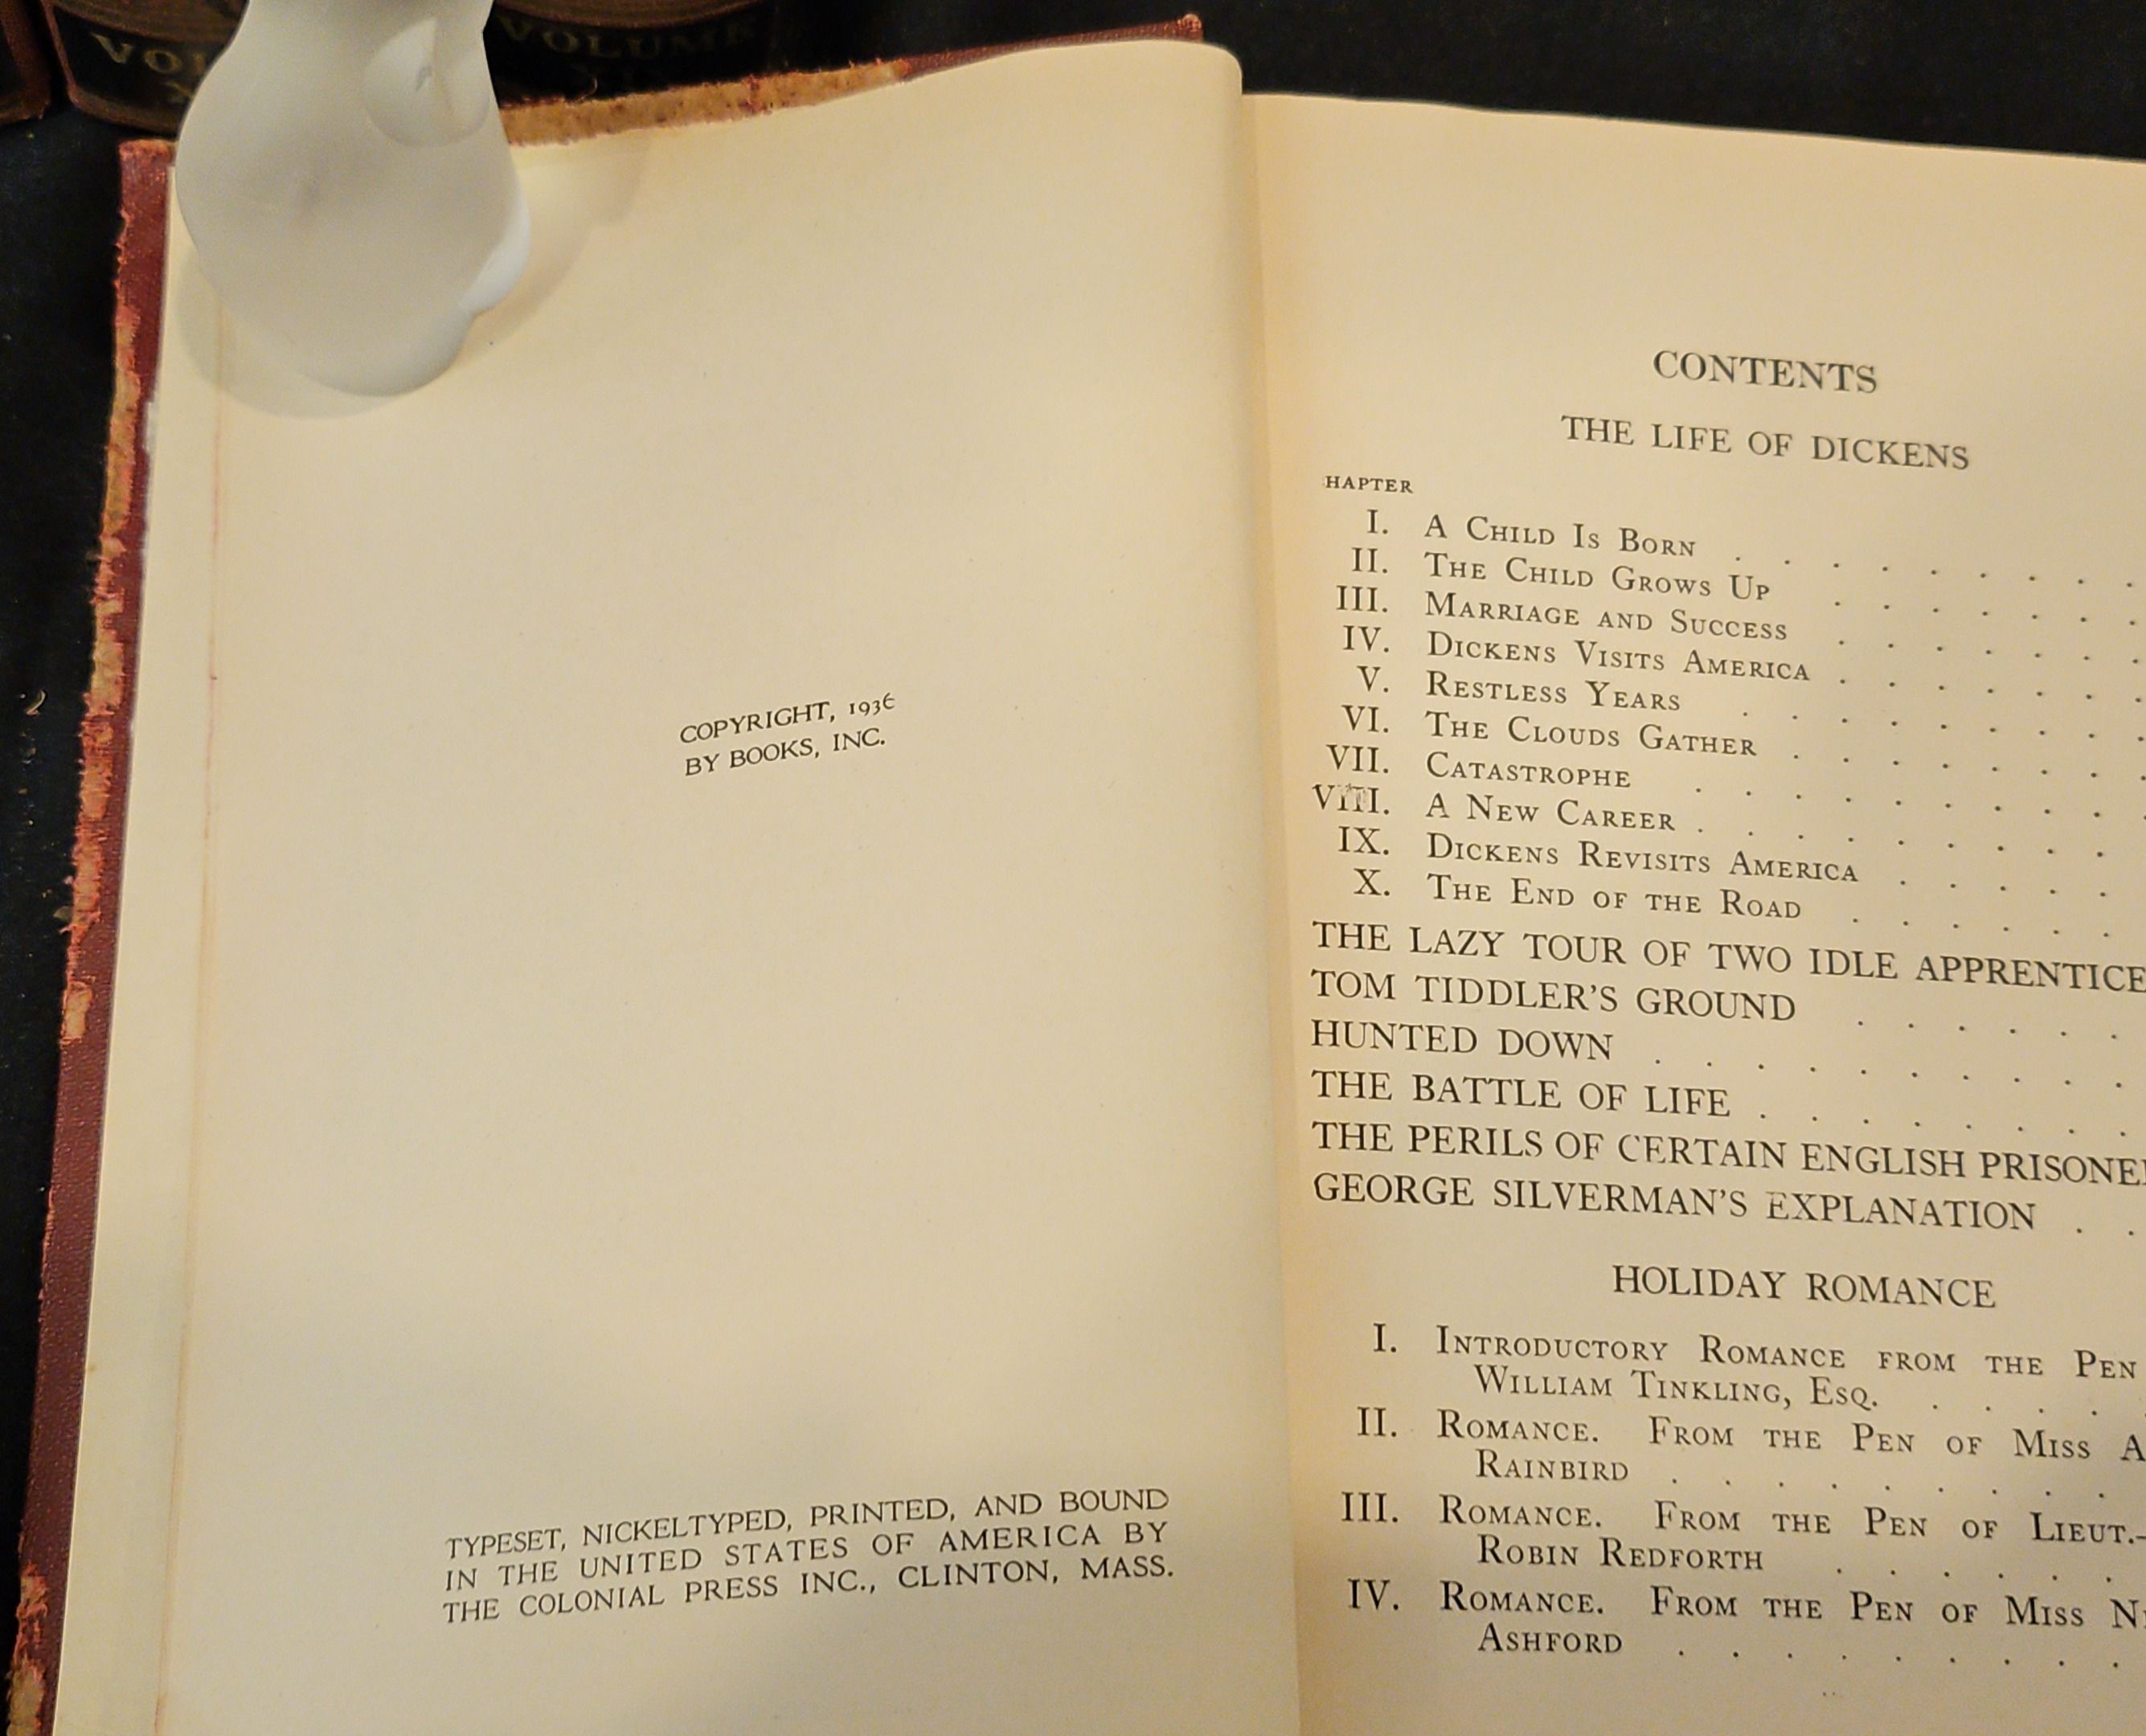 VOLUME
COPYRIGHT, 1936
BY BOOKS, INC.
TYPESET, NICKELTYPED, PRINTED, AND BOUND
IN THE UNITED STATES OF AMERICA BY
THE COLONIAL PRESS INC., CLINTON, MASS.
CONTENTS
THE LIFE OF DICKENS
HAPTER
I. A CHILD IS BORN . . . . . . . . .
II. THE CHILD GROWS UP . . . . . . .
III. MARRIAGE AND SUCCESS . . . . . . .
IV. DICKENS VISITS AMERICA . . . . . . .
V. RESTLESS YEARS . . . . . . . . .
VI. THE CLOUDS GATHER . . . . . . . .
VII. CATASTROPHE . . . . . . . . . .
VIII. A NEW CAREER . . . . . . . . .
IX. DICKENS REVISITS AMERICA . . . . .
X. THE END OF THE ROAD . . . . . .
THE LAZY TOUR OF TWO IDLE APPRENTICE
TOM TIDDLER'S GROUND . . . . . .
HUNTED DOWN . . . . . . . . . .
THE BATTLE OF LIFE . . . . . . . .
THE PERILS OF CERTAIN ENGLISH PRISONE
GEORGE SILVERMAN'S EXPLANATION . .
HOLIDAY ROMANCE
I. INTRODUCTORY ROMANCE FROM THE PEN
WILLIAM TINKLING, ESQ. . . . .
II. ROMANCE. FROM THE PEN OF MISS A
RAINBIRD . . . . . . . . .
III. ROMANCE. FROM THE PEN OF LIEUT.-
ROBIN REDFORTH . . . . . .
IV. ROMANCE. FROM THE PEN OF MISS N
ASHFORD . . . . . . . . .